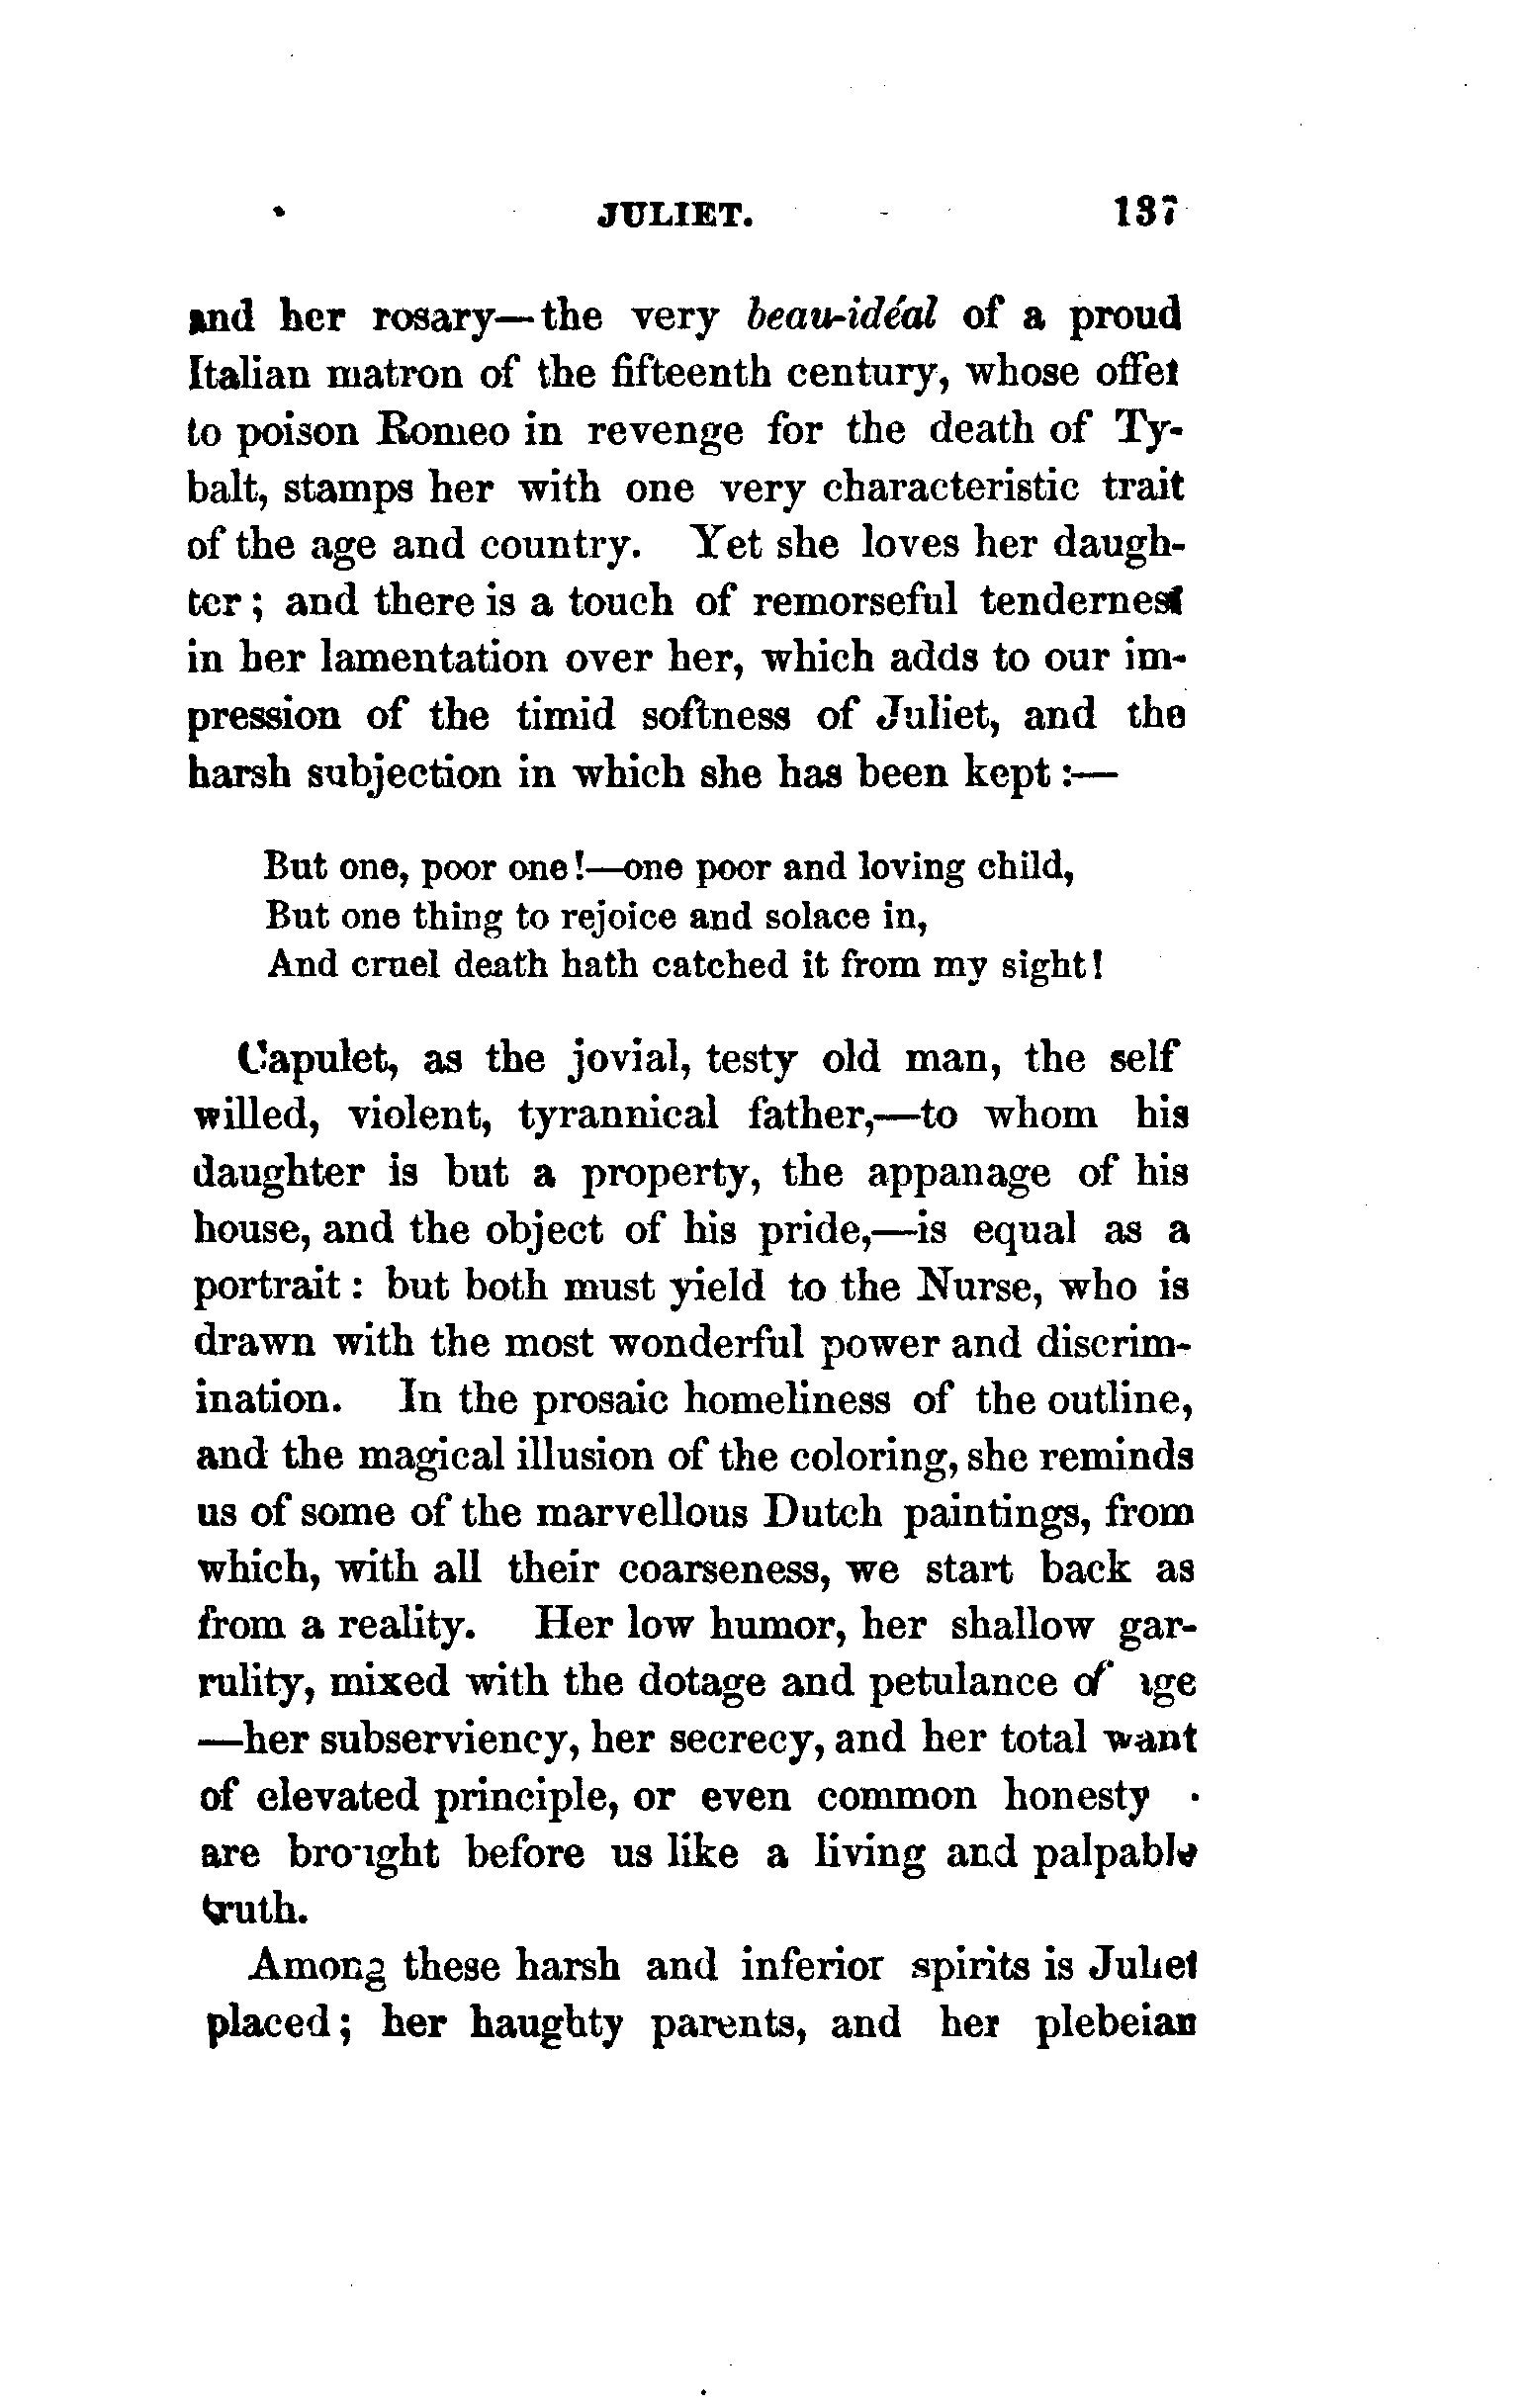 JULIET. 137
and her rosary—the very beau-idéal of a proud
Italian matron of the fifteenth century, whose offer
to poison Romeo in revenge for the death of Ty-
balt, stamps her with one very characteristic trait
of the age and country. Yet she loves her daugh-
ter; and there is a touch of remorseful tenderness
in her lamentation over her, which adds to our im-
pression of the timid softness of Juliet, and the
harsh subjection in which she has been kept:—
But one, poor one!—one poor and loving child,
But one thing to rejoice and solace in,
And cruel death hath catched it from my sight!
Capulet, as the jovial, testy old man, the self
willed, violent, tyrannical father,—to whom his
daughter is but a property, the appanage of his
house, and the object of his pride,—is equal as a
portrait: but both must yield to the Nurse, who is
drawn with the most wonderful power and discrim-
ination. In the prosaic homeliness of the outline,
and the magical illusion of the coloring, she reminds
us of some of the marvellous Dutch paintings, from
which, with all their coarseness, we start back as
from a reality. Her low humor, her shallow gar-
rulity, mixed with the dotage and petulance of age
—her subserviency, her secrecy, and her total want
of elevated principle, or even common honesty
are brought before us like a living and palpable
truth.
Among these harsh and inferior spirits is Juliet
placed; her haughty parents, and her plebeian